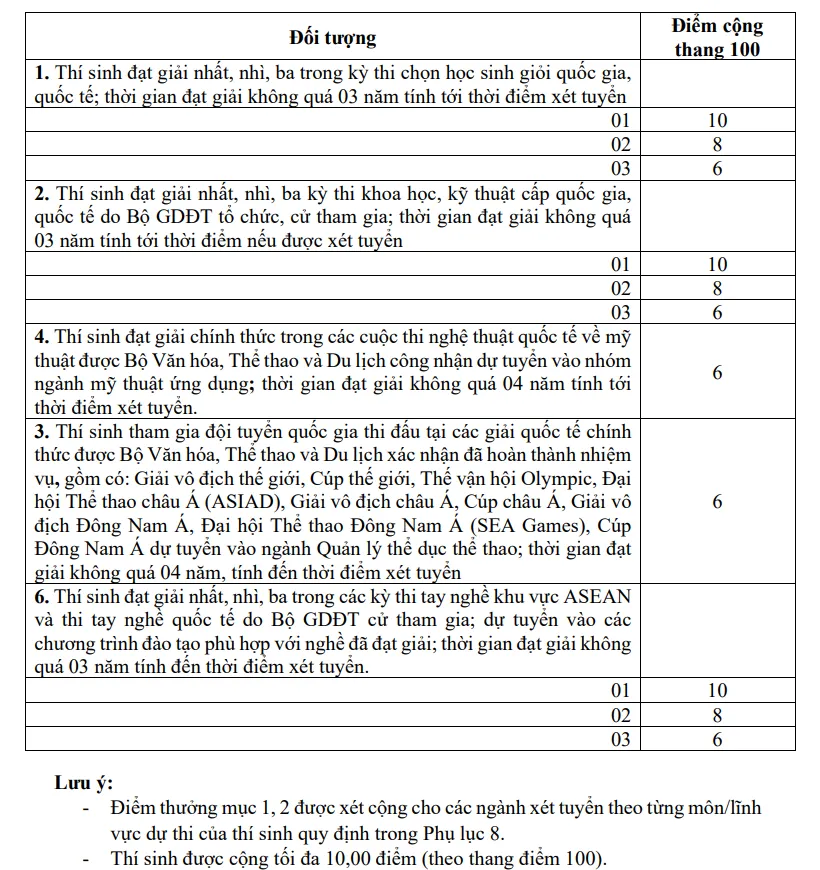 Đối tượng
Điểm cộng
thang 100
1. Thí sinh đạt giải nhất, nhì, ba trong kỳ thi chọn học sinh giỏi quốc gia,
quốc tế; thời gian đạt giải không quá 03 năm tính tới thời điểm xét tuyển
01 10
02 8
03 6
2. Thí sinh đạt giải nhất, nhì, ba kỳ thi khoa học, kỹ thuật cấp quốc gia,
quốc tế do Bộ GDĐT tổ chức, cử tham gia; thời gian đạt giải không quá
03 năm tính tới thời điểm nếu được xét tuyển
01 10
02 8
03 6
4. Thí sinh đạt giải chính thức trong các cuộc thi nghệ thuật quốc tế về mỹ
thuật được Bộ Văn hóa, Thể thao và Du lịch công nhận dự tuyển vào nhóm
ngành mỹ thuật ứng dụng; thời gian đạt giải không quá 04 năm tính tới
thời điểm xét tuyển.
6
3. Thí sinh tham gia đội tuyển quốc gia thi đấu tại các giải quốc tế chính
thức được Bộ Văn hóa, Thể thao và Du lịch xác nhận đã hoàn thành nhiệm
vụ, gồm có: Giải vô địch thế giới, Cúp thế giới, Thế vận hội Olympic, Đại
hội Thể thao châu Á (ASIAD), Giải vô địch châu Á, Cúp châu Á, Giải vô
địch Đông Nam Á, Đại hội Thể thao Đông Nam Á (SEA Games), Cúp
Đông Nam Á dự tuyển vào ngành Quản lý thể dục thể thao; thời gian đạt
giải không quá 04 năm, tính đến thời điểm xét tuyển
6
6. Thí sinh đạt giải nhất, nhì, ba trong các kỳ thi tay nghề khu vực ASEAN
và thi tay nghề quốc tế do Bộ GDĐT cử tham gia; dự tuyển vào các
chương trình đào tạo phù hợp với nghề đã đạt giải; thời gian đạt giải không
quá 03 năm tính đến thời điểm xét tuyển.
01 10
02 8
03 6
Lưu ý:
- Điểm thưởng mục 1, 2 được xét cộng cho các ngành xét tuyển theo từng môn/lĩnh
vực dự thi của thí sinh quy định trong Phụ lục 8.
- Thí sinh được cộng tối đa 10,00 điểm (theo thang điểm 100).